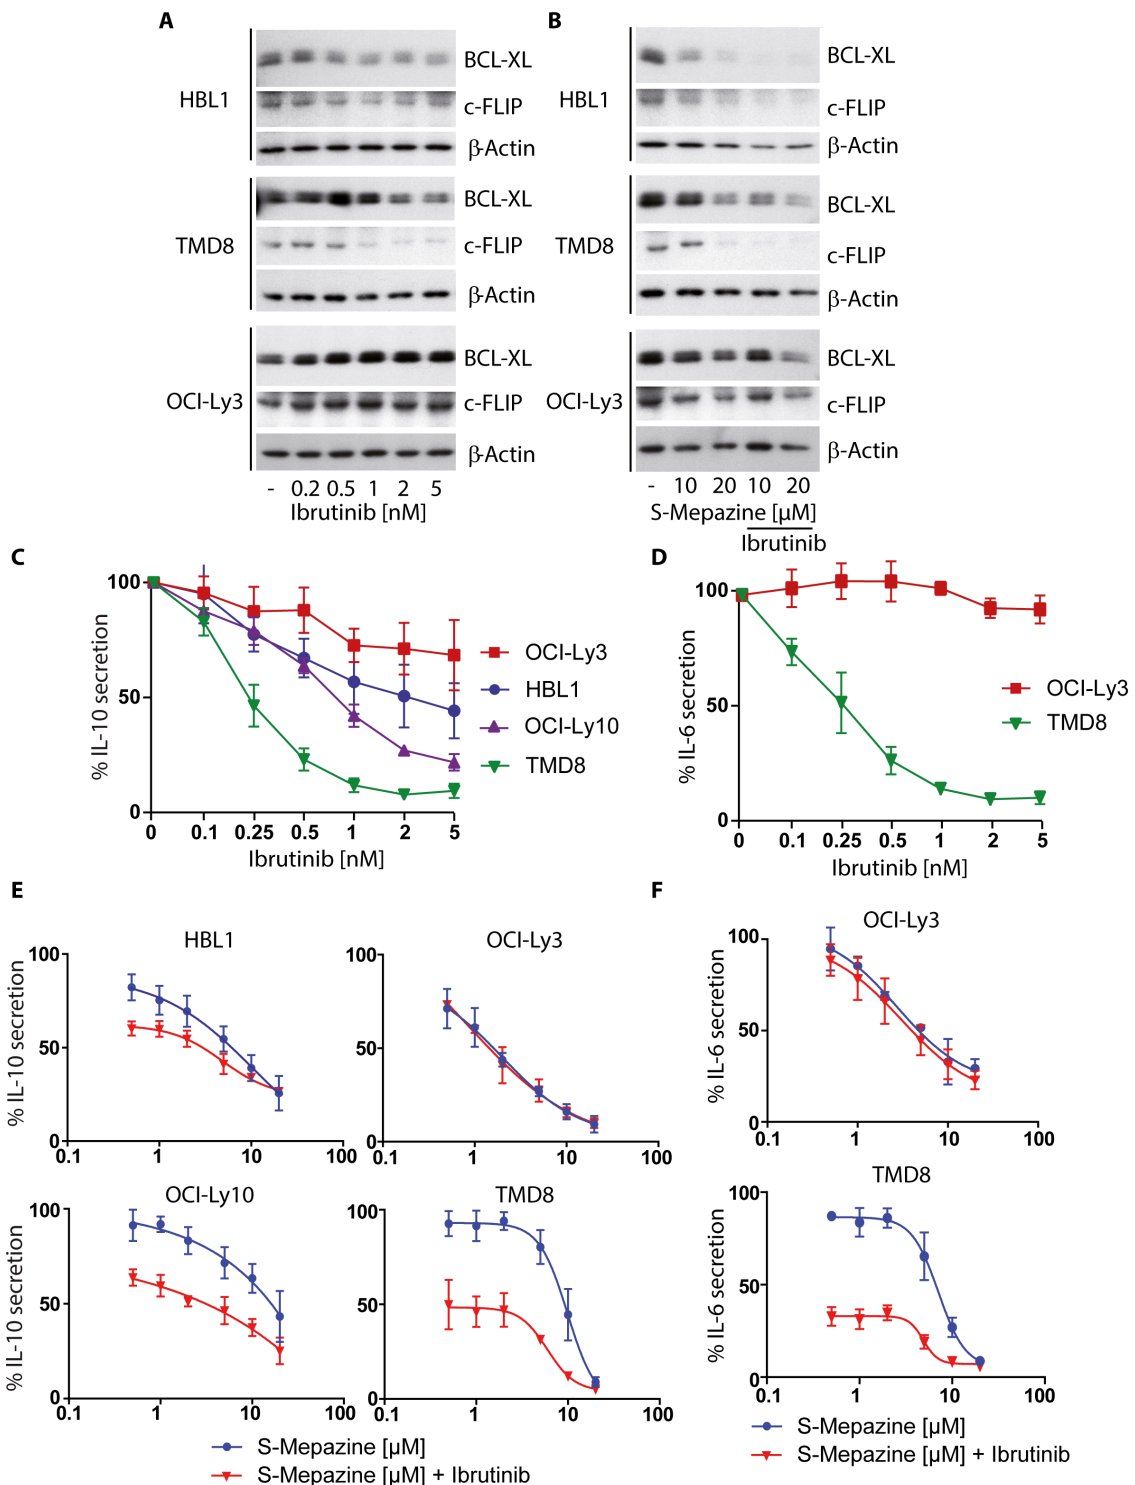 A
HBL1
BCL-XL
c-FLIP
β-Actin
TMD8
BCL-XL
c-FLIP
β-Actin
OCI-Ly3
BCL-XL
c-FLIP
β-Actin
- 0.2 0.5 1 2 5
Ibrutinib [nM]
B
HBL1
BCL-XL
c-FLIP
β-Actin
TMD8
BCL-XL
c-FLIP
β-Actin
OCI-Ly3
BCL-XL
c-FLIP
β-Actin
- 10 20 10 20
S-Mepazine [μM]
Ibrutinib
C
% IL-10 secretion
100
50
0
0 0.1 0.25 0.5 1 2 5
Ibrutinib [nM]
OCI-Ly3
HBL1
OCI-Ly10
TMD8
D
% IL-6 secretion
100
50
0
0 0.1 0.25 0.5 1 2 5
Ibrutinib [nM]
OCI-Ly3
TMD8
E
HBL1
% IL-10 secretion
100
50
0
0.1 1 10 100
OCI-Ly3
100
50
0
0.1 1 10 100
OCI-Ly10
% IL-10 secretion
100
50
0
0.1 1 10 100
TMD8
100
50
0
0.1 1 10 100
S-Mepazine [μM]
S-Mepazine [μM] + Ibrutinib
F
OCI-Ly3
% IL-6 secretion
100
50
0
0.1 1 10 100
TMD8
% IL-6 secretion
100
50
0
0.1 1 10 100
S-Mepazine [μM]
S-Mepazine [μM] + Ibrutinib